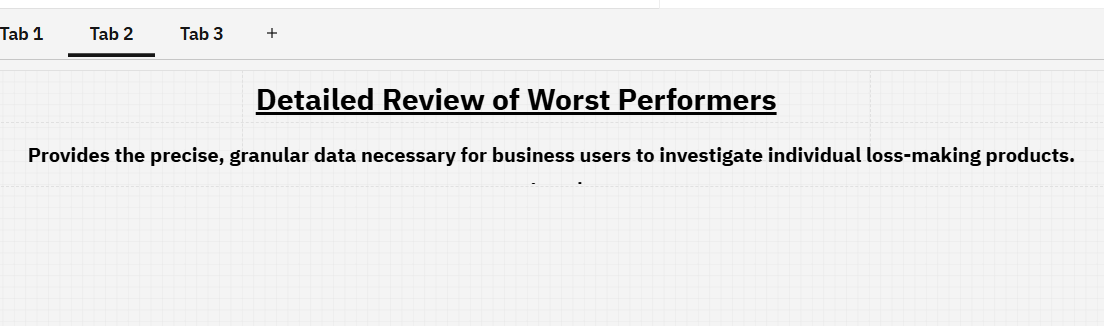 Tab 1 Tab 2 Tab 3 +
Detailed Review of Worst Performers
Provides the precise, granular data necessary for business users to investigate individual loss-making products.